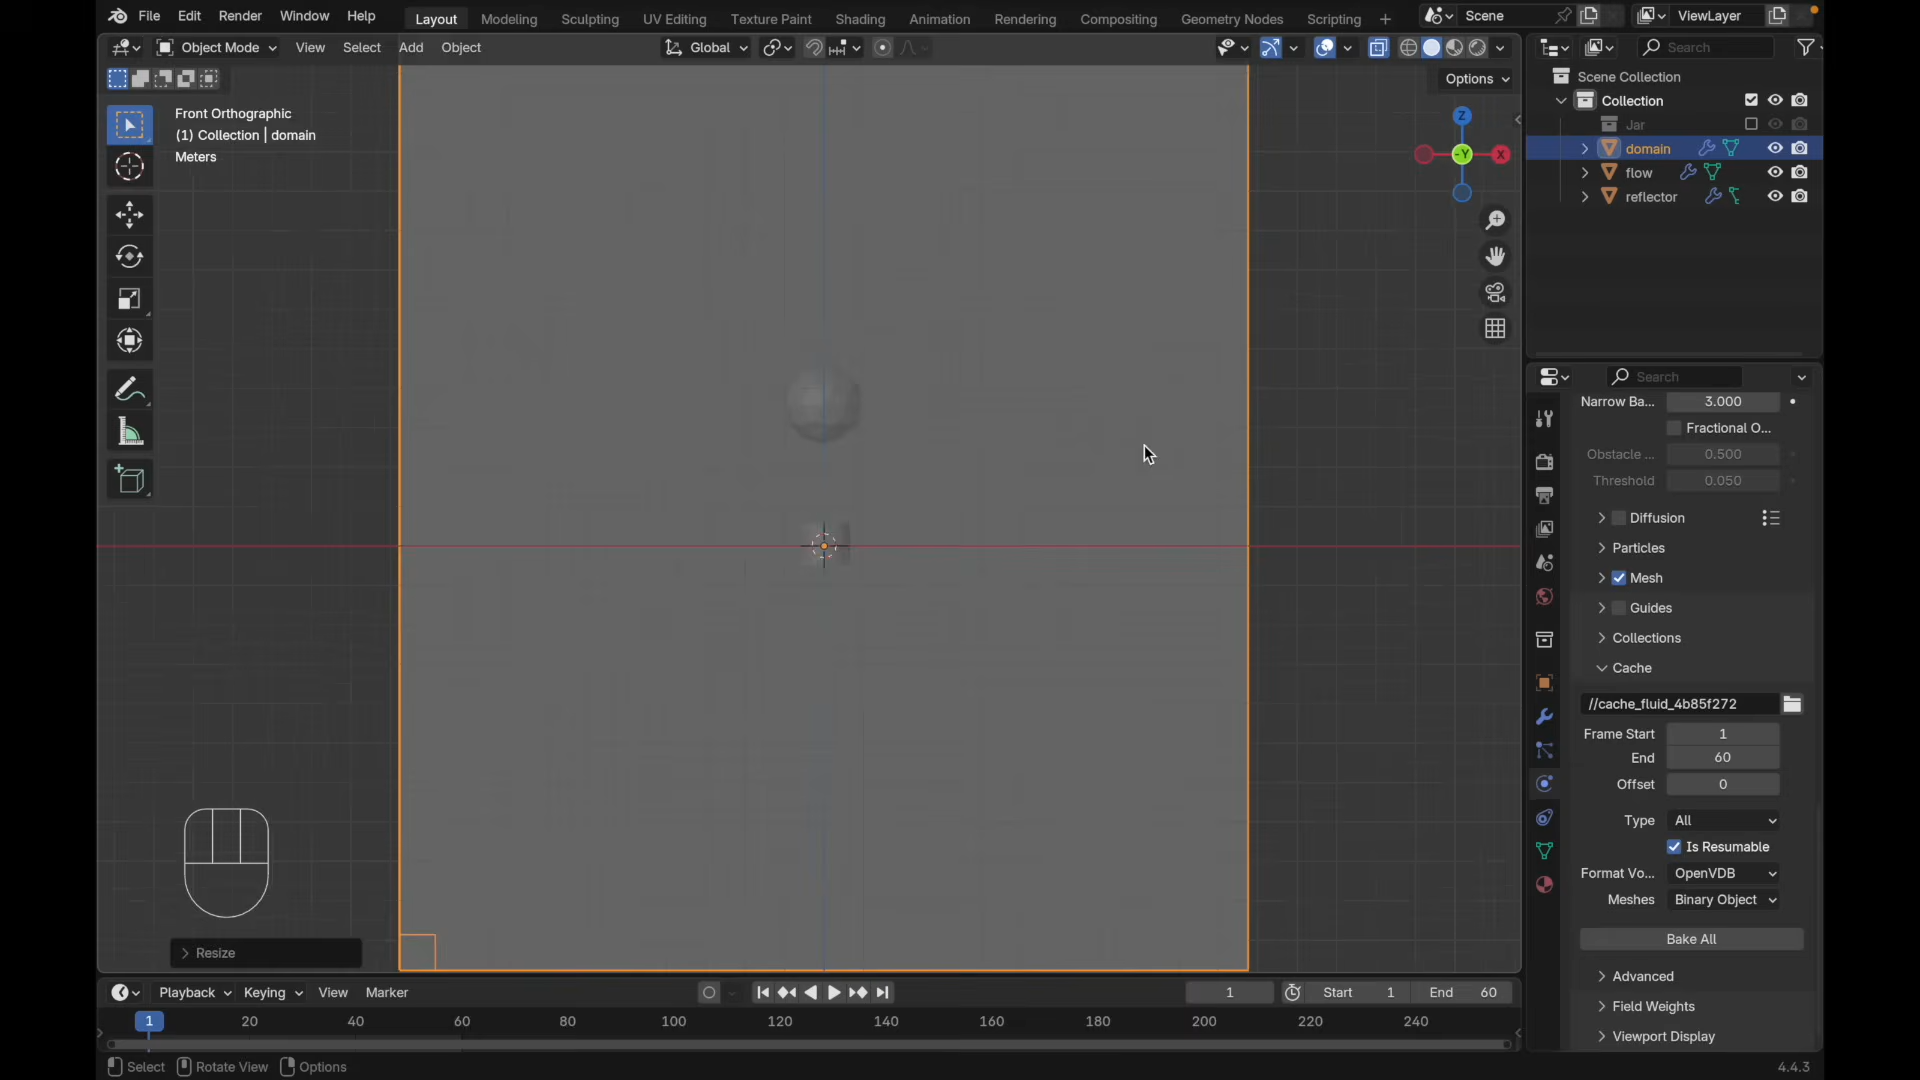 File Edit Render Window Help
Layout Modeling Sculpting UV Editing Texture Paint Shading Animation Rendering Compositing Geometry Nodes Scripting +
Scene
ViewLayer
Object Mode View Select Add Object
Global
Search
Options
Front Orthographic
(1) Collection | domain
Meters
Z
-Y
X
Scene Collection
Collection
Jar
domain
flow
reflector
Search
Narrow Ba... 3.000
Fractional O...
Obstacle ... 0.500
Threshold 0.050
Diffusion
Particles
Mesh
Guides
Collections
Cache
//cache_fluid_4b85f272
Frame Start 1
End 60
Offset 0
Type All
Is Resumable
Format Vo... OpenVDB
Meshes Binary Object
Bake All
Advanced
Field Weights
Viewport Display
Resize
Playback Keying View Marker
1 Start 1 End 60
1 20 40 60 80 100 120 140 160 180 200 220 240
Select Rotate View Options
4.4.3